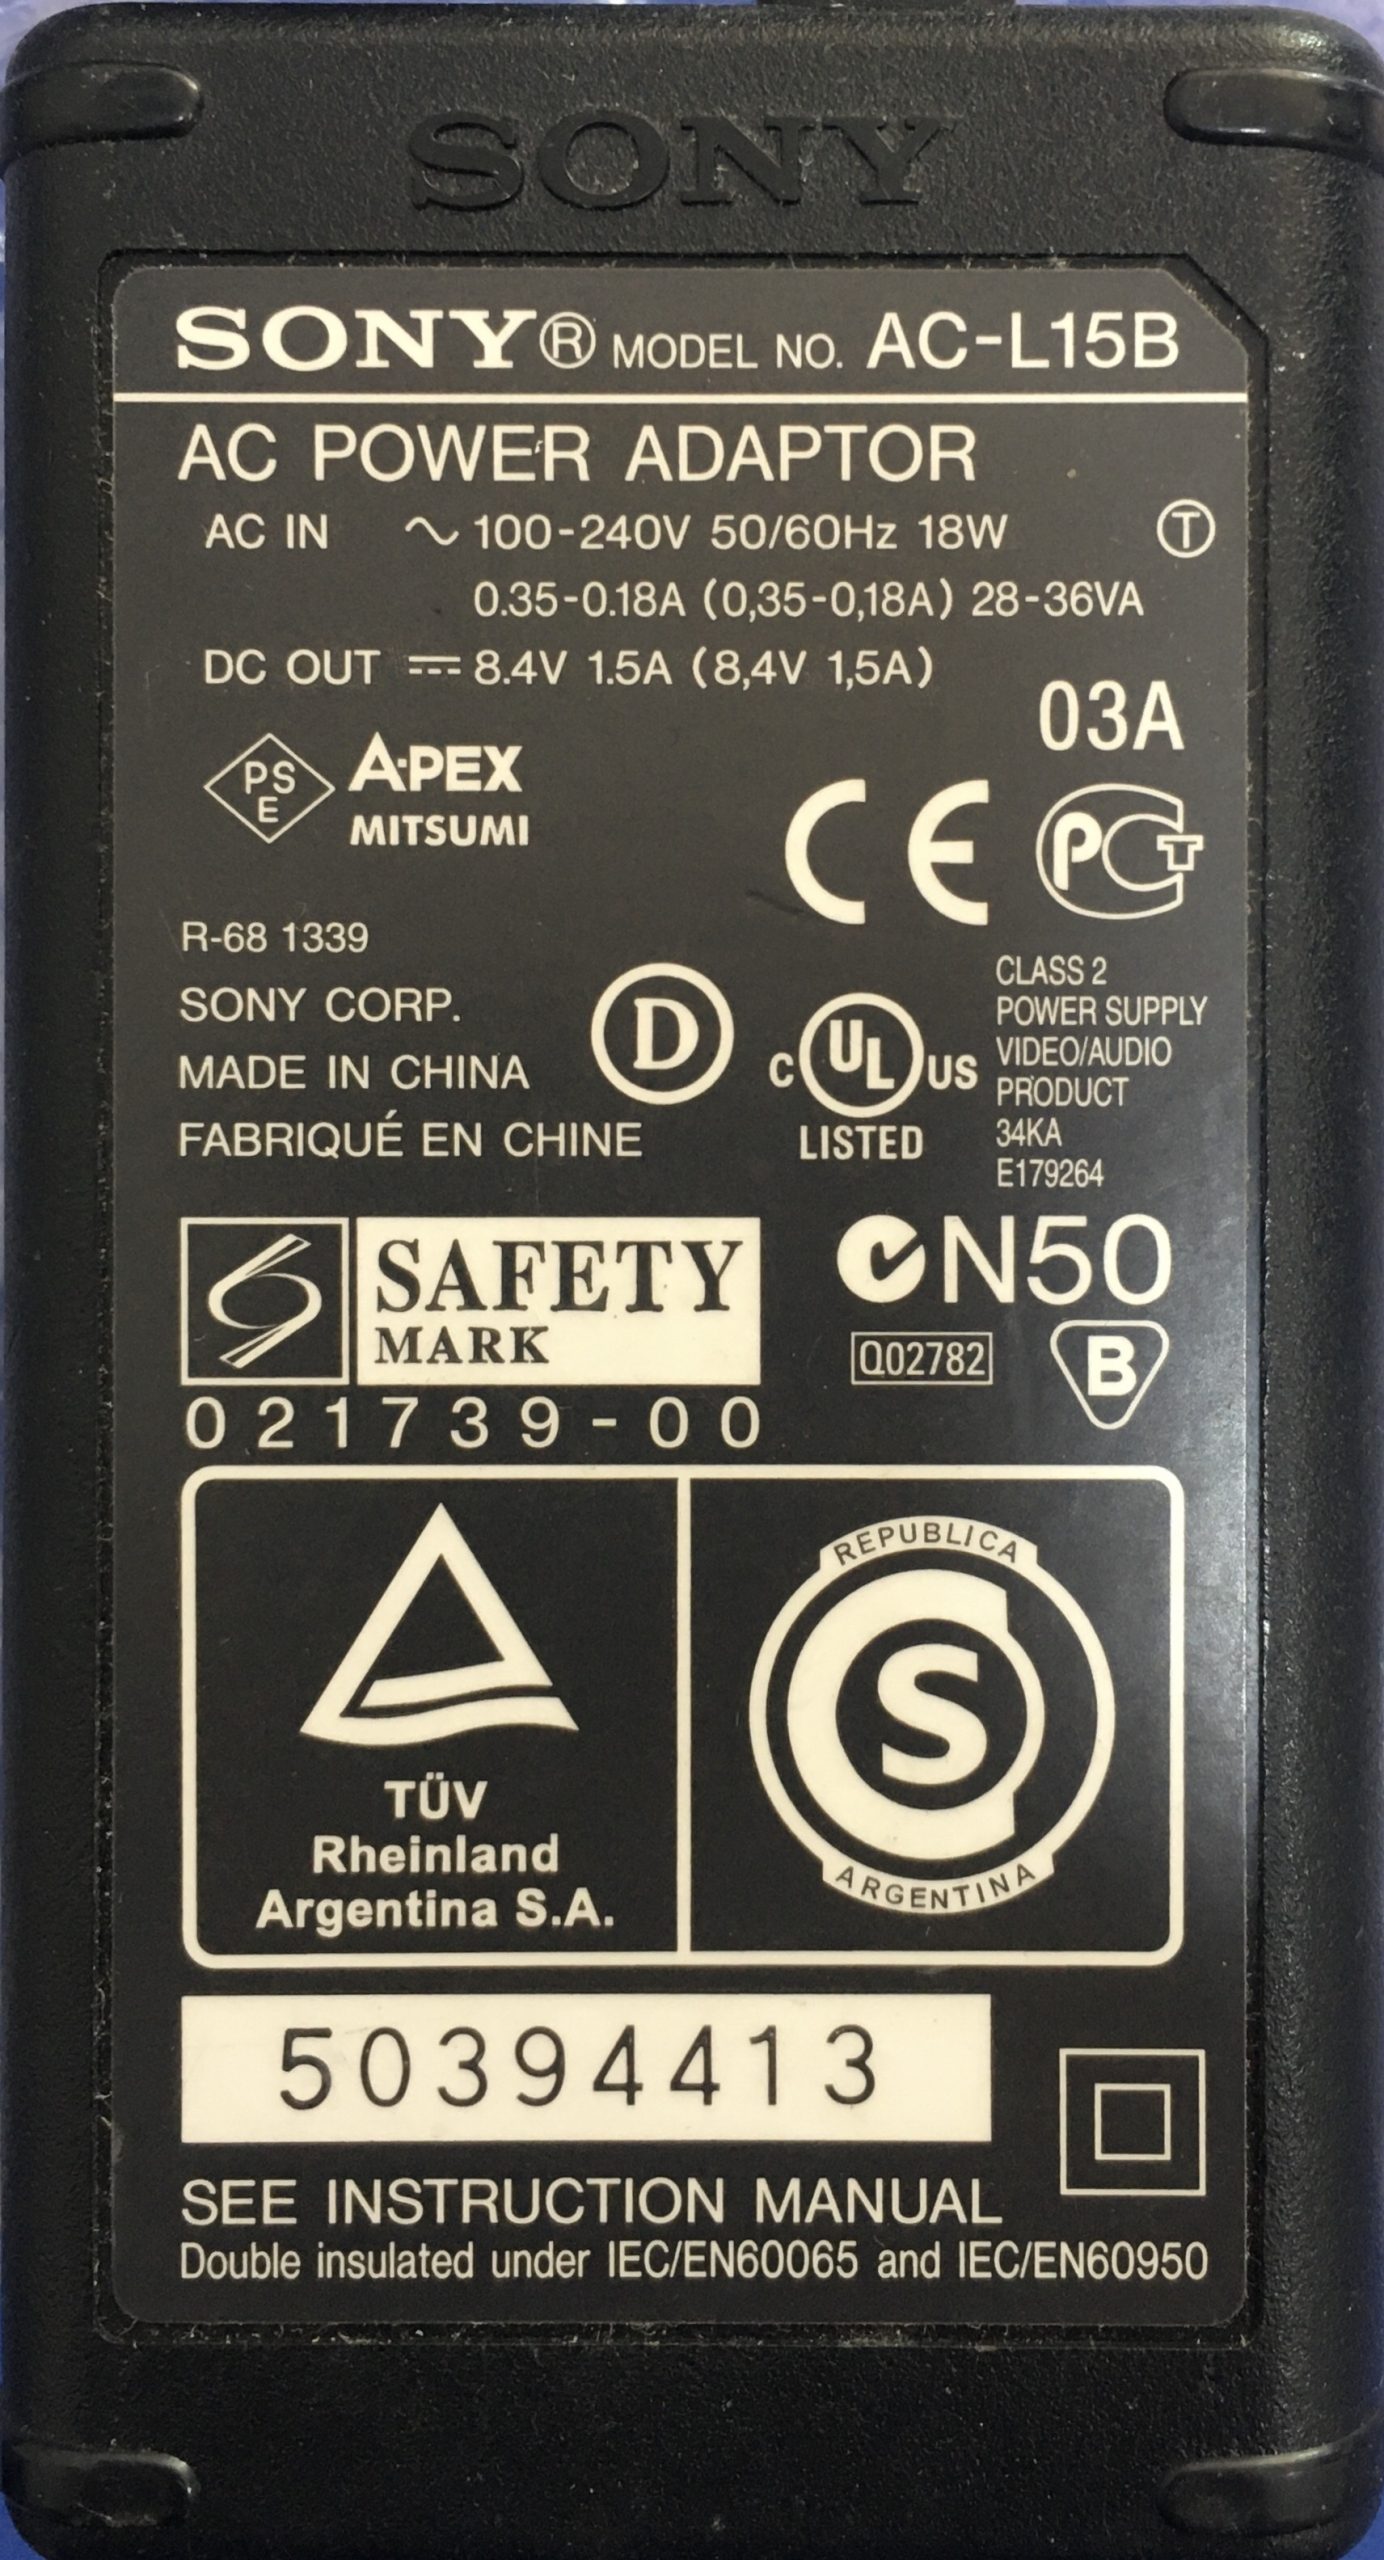 SONY
SONY® MODEL NO. AC-L15B
AC POWER ADAPTOR
AC IN ∼ 100-240V 50/60Hz 18W Ⓣ
0.35-0.18A (0,35-0,18A) 28-36VA
DC OUT ⎓ 8.4V 1.5A (8,4V 1,5A)
03A
PS
E
A·PEX
MITSUMI
CE
PCT
R-68 1339
SONY CORP.
MADE IN CHINA
FABRIQUÉ EN CHINE
D
C UL US
LISTED
CLASS 2
POWER SUPPLY
VIDEO/AUDIO
PRODUCT
34KA
E179264
SAFETY
MARK
021739-00
N50
Q02782
B
TÜV
Rheinland
Argentina S.A.
REPUBLICA
S
ARGENTINA
50394413
SEE INSTRUCTION MANUAL
Double insulated under IEC/EN60065 and IEC/EN60950